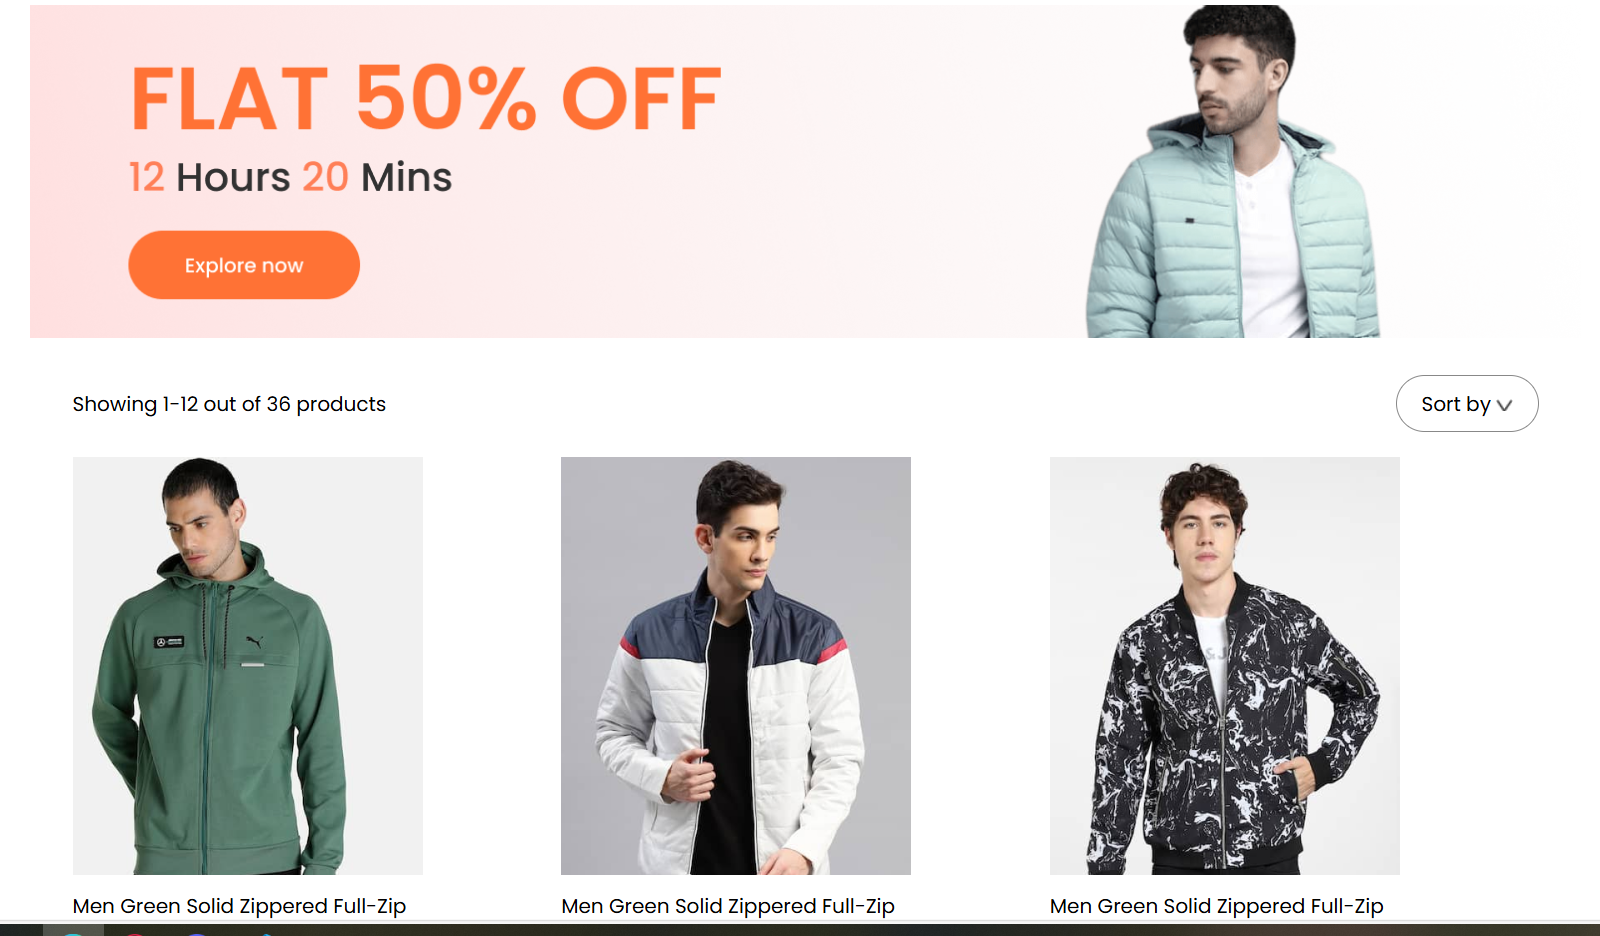 FLAT 50% OFF
12 Hours 20 Mins
Explore now
Showing 1-12 out of 36 products
Sort by
Men Green Solid Zippered Full-Zip
Men Green Solid Zippered Full-Zip
Men Green Solid Zippered Full-Zip